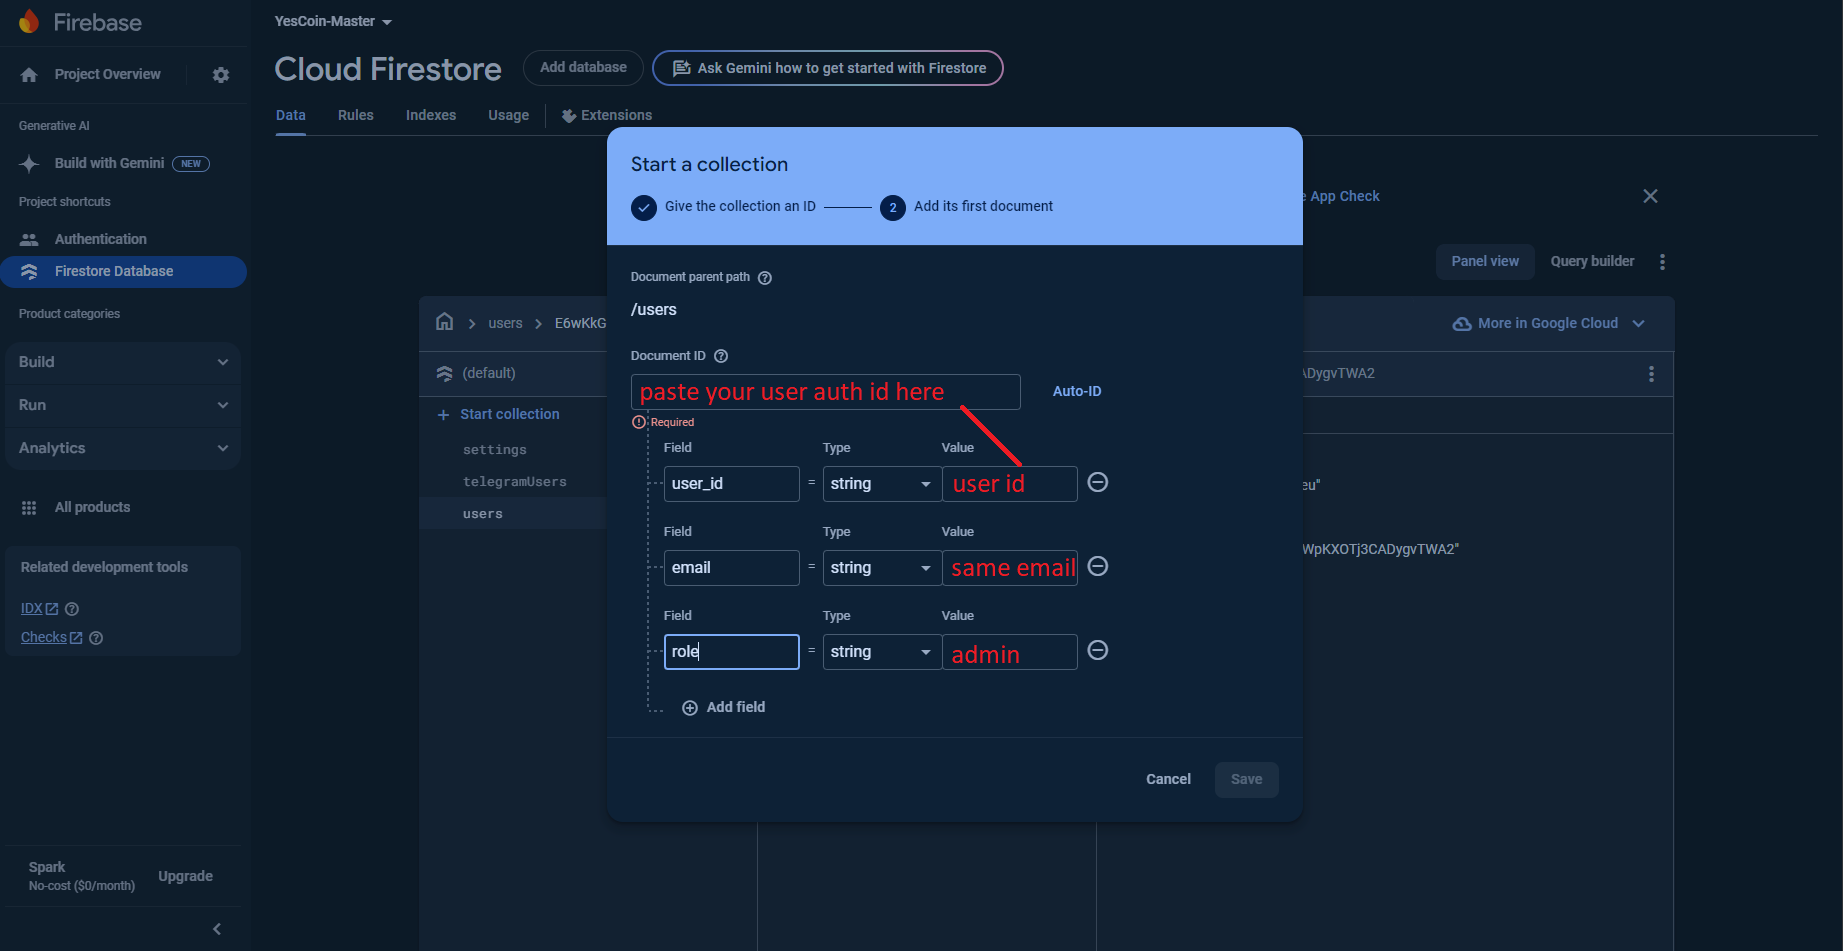 Firebase
YesCoin-Master
Project Overview
Cloud Firestore
Add database
Ask Gemini how to get started with Firestore
Data
Rules
Indexes
Usage
Extensions
Generative AI
Build with Gemini
NEW
Project shortcuts
Authentication
Firestore Database
Product categories
Build
Run
Analytics
All products
Related development tools
IDX
Checks
Spark
No-cost ($0/month)
Upgrade
App Check
Panel view
Query builder
users
E6wKkG
More in Google Cloud
(default)
ADygvTWA2
Start collection
settings
telegramUsers
users
eu"
WpKXOTj3CADygvTWA2"
Start a collection
Give the collection an ID
2
Add its first document
Document parent path
/users
Document ID
paste your user auth id here
Auto-ID
Required
Field
Type
Value
user_id
=
string
user id
Field
Type
Value
email
=
string
same email
Field
Type
Value
role
=
string
admin
Add field
Cancel
Save